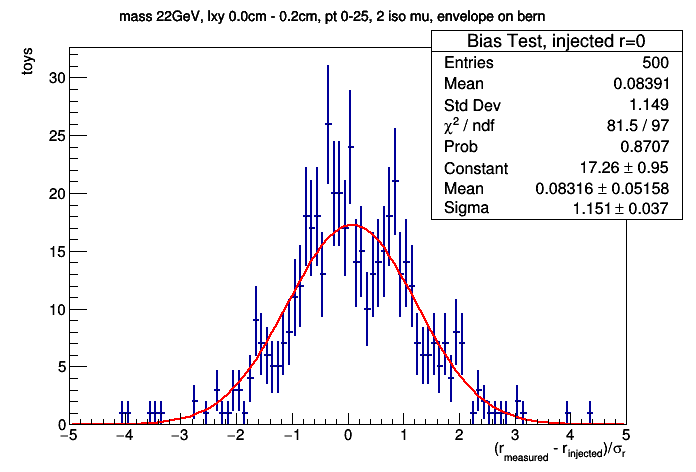 mass 22GeV, lxy 0.0cm - 0.2cm, pt 0-25, 2 iso mu, envelope on bern
Bias Test, injected r=0
Entries 500
Mean 0.08391
Std Dev 1.149
χ² / ndf 81.5 / 97
Prob 0.8707
Constant 17.26 ± 0.95
Mean 0.08316 ± 0.05158
Sigma 1.151 ± 0.037
toys
30
25
20
15
10
5
0
−5 −4 −3 −2 −1 0 1 2 3 4 5
(r_measured - r_injected)/σ_r